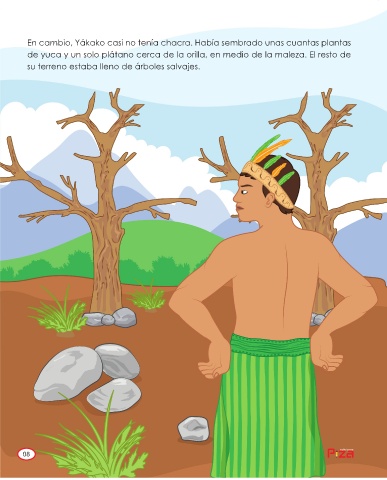 En cambio, Yákako casi no tenía chacra. Había sembrado unas cuantas plantas
de yuca y un solo plátano cerca de la orilla, en medio de la maleza. El resto de
su terreno estaba lleno de árboles salvajes.
08